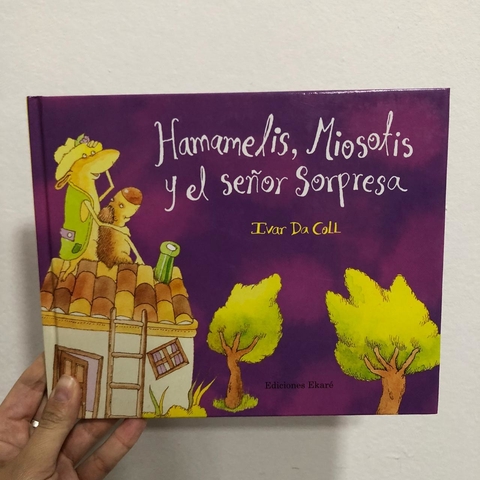 Hamamelis, Miosotis
y el señor Sorpresa
Ivar Da Coll
Ediciones Ekaré